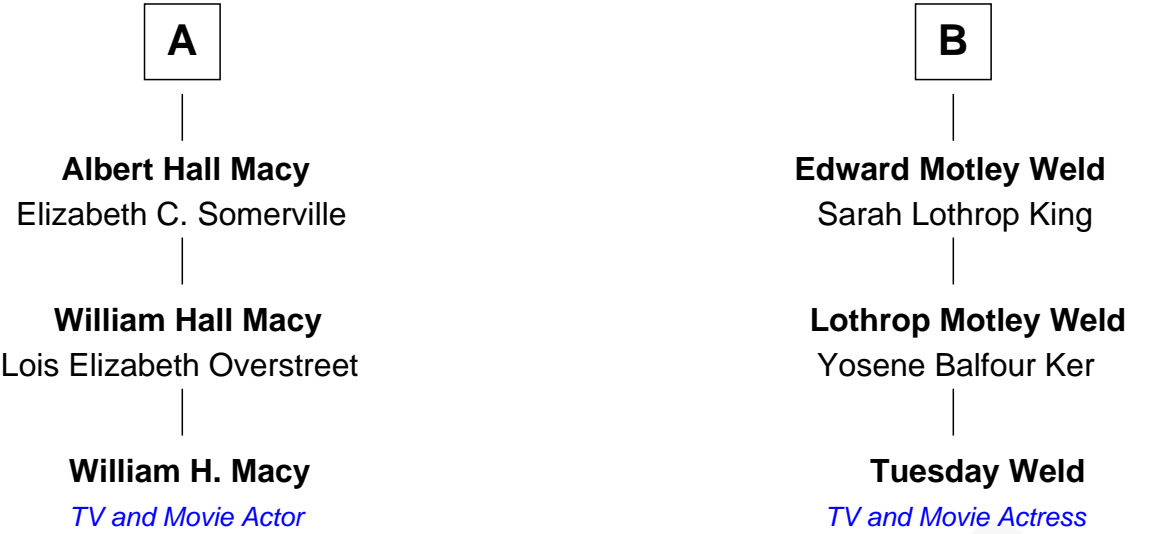 A
Albert Hall Macy
Elizabeth C. Somerville
William Hall Macy
Lois Elizabeth Overstreet
William H. Macy
TV and Movie Actor
B
Edward Motley Weld
Sarah Lothrop King
Lothrop Motley Weld
Yosene Balfour Ker
Tuesday Weld
TV and Movie Actress